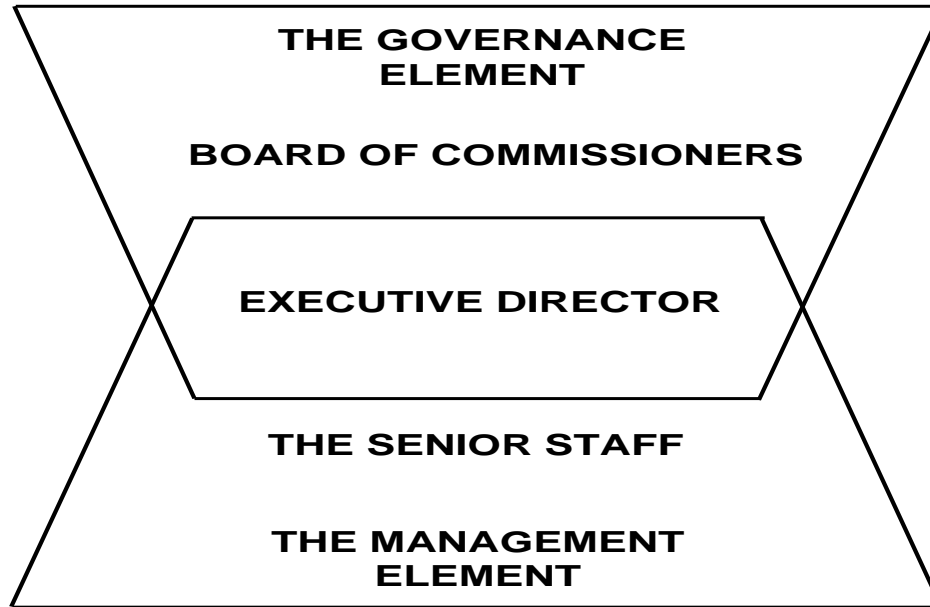 THE GOVERNANCE
ELEMENT
BOARD OF COMMISSIONERS
EXECUTIVE DIRECTOR
THE SENIOR STAFF
THE MANAGEMENT
ELEMENT